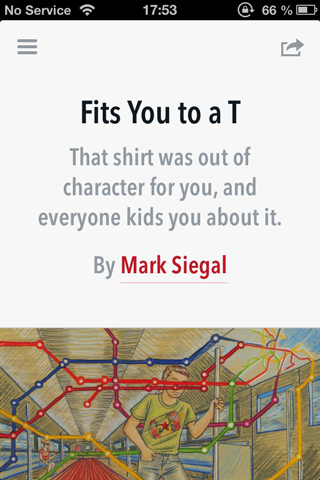 No Service 17:53 66 %
Fits You to a T
That shirt was out of
character for you, and
everyone kids you about it.
By Mark Siegal